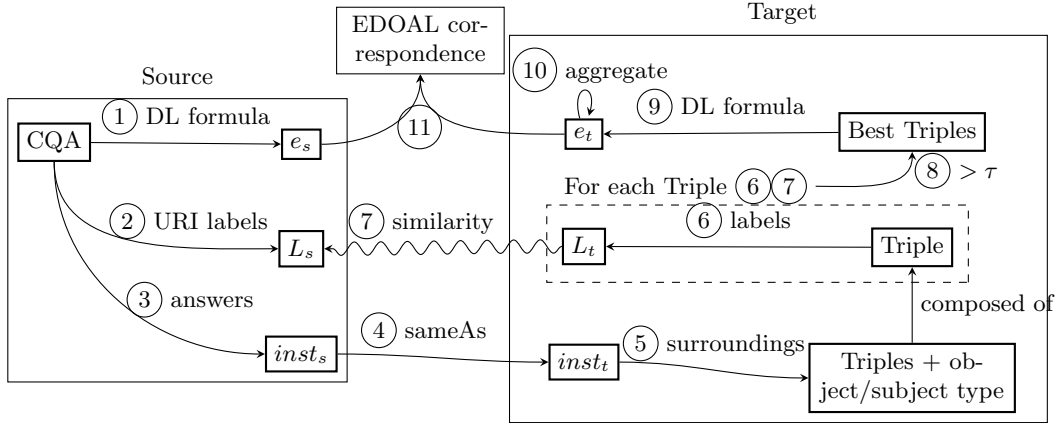 EDOAL cor-
respondence
Target
Source
1 DL formula
CQA
e_s
11
10 aggregate
e_t
9 DL formula
Best Triples
8 > τ
For each Triple 6 7
2 URI labels
L_s
7 similarity
6 labels
L_t
Triple
3 answers
composed of
inst_s
4 sameAs
inst_t
5 surroundings
Triples + ob-
ject/subject type